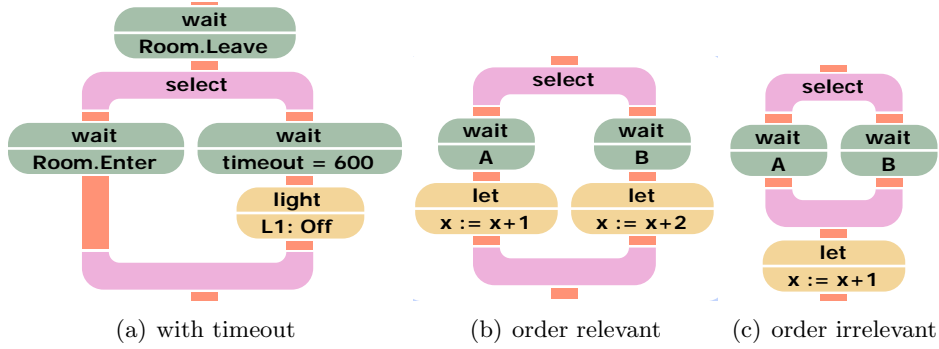 wait
Room.Leave
select
wait
Room.Enter
wait
timeout = 600
light
L1: Off
(a) with timeout
select
wait
A
wait
B
let
x := x+1
let
x := x+2
(b) order relevant
select
wait
A
wait
B
let
x := x+1
(c) order irrelevant